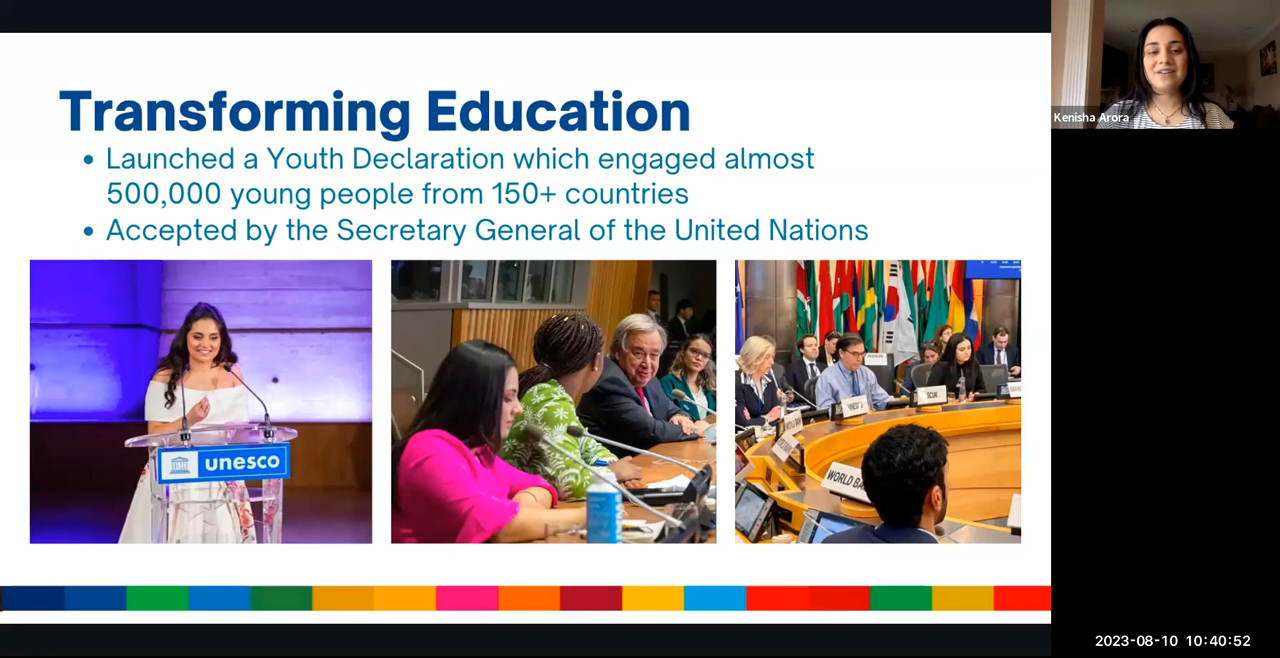 Transforming Education
• Launched a Youth Declaration which engaged almost
500,000 young people from 150+ countries
• Accepted by the Secretary General of the United Nations
unesco
WORLD BA
Kenisha Arora
2023-08-10 10:40:52